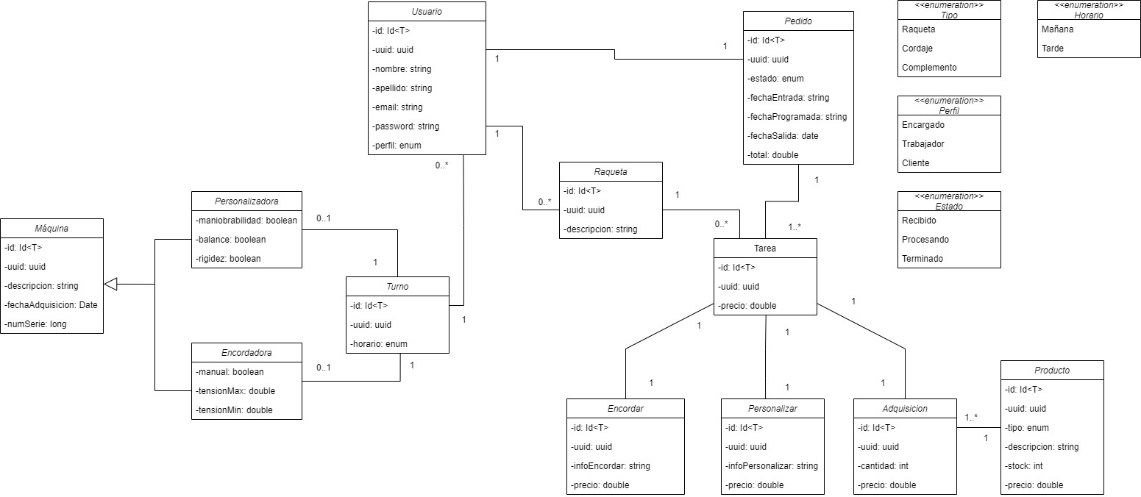 Usuario
-id: Id<T>
-uuid: uuid
-nombre: string
-apellido: string
-email: string
-password: string
-perfil: enum
1
1
0..*
Pedido
-id: Id<T>
-uuid: uuid
-estado: enum
-fechaEntrada: string
-fechaProgramada: string
-fechaSalida: date
-total: double
1
1
<<enumeration>>
Tipo
Raqueta
Cordaje
Complemento
<<enumeration>>
Horario
Mañana
Tarde
<<enumeration>>
Perfil
Encargado
Trabajador
Cliente
<<enumeration>>
Estado
Recibido
Procesando
Terminado
Raqueta
-id: Id<T>
-uuid: uuid
-descripcion: string
0..*
1
0..*
1..*
Máquina
-id: Id<T>
-uuid: uuid
-descripcion: string
-fechaAdquisicion: Date
-numSerie: long
Personalizadora
-maniobrabilidad: boolean
-balance: boolean
-rigidez: boolean
0..1
1
Turno
-id: Id<T>
-uuid: uuid
-horario: enum
1
1
Encordadora
-manual: boolean
-tensionMax: double
-tensionMin: double
0..1
Tarea
-id: Id<T>
-uuid: uuid
-precio: double
1
1
1
1
1
1
Encordar
-id: Id<T>
-uuid: uuid
-infoEncordar: string
-precio: double
Personalizar
-id: Id<T>
-uuid: uuid
-infoPersonalizar: string
-precio: double
Adquisicion
-id: Id<T>
-uuid: uuid
-cantidad: int
-precio: double
1..*
1
Producto
-id: Id<T>
-uuid: uuid
-tipo: enum
-descripcion: string
-stock: int
-precio: double